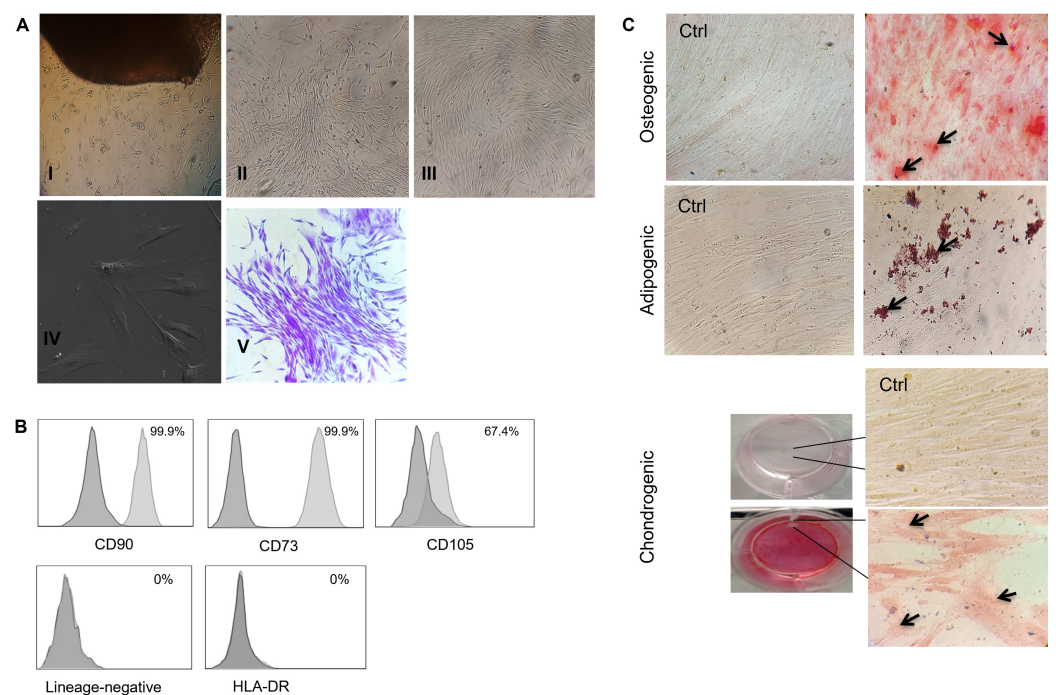 A
I
II
III
IV
V
B
99.9%
CD90
99.9%
CD73
67.4%
CD105
0%
Lineage-negative
0%
HLA-DR
C
Osteogenic
Ctrl
Adipogenic
Ctrl
Chondrogenic
Ctrl